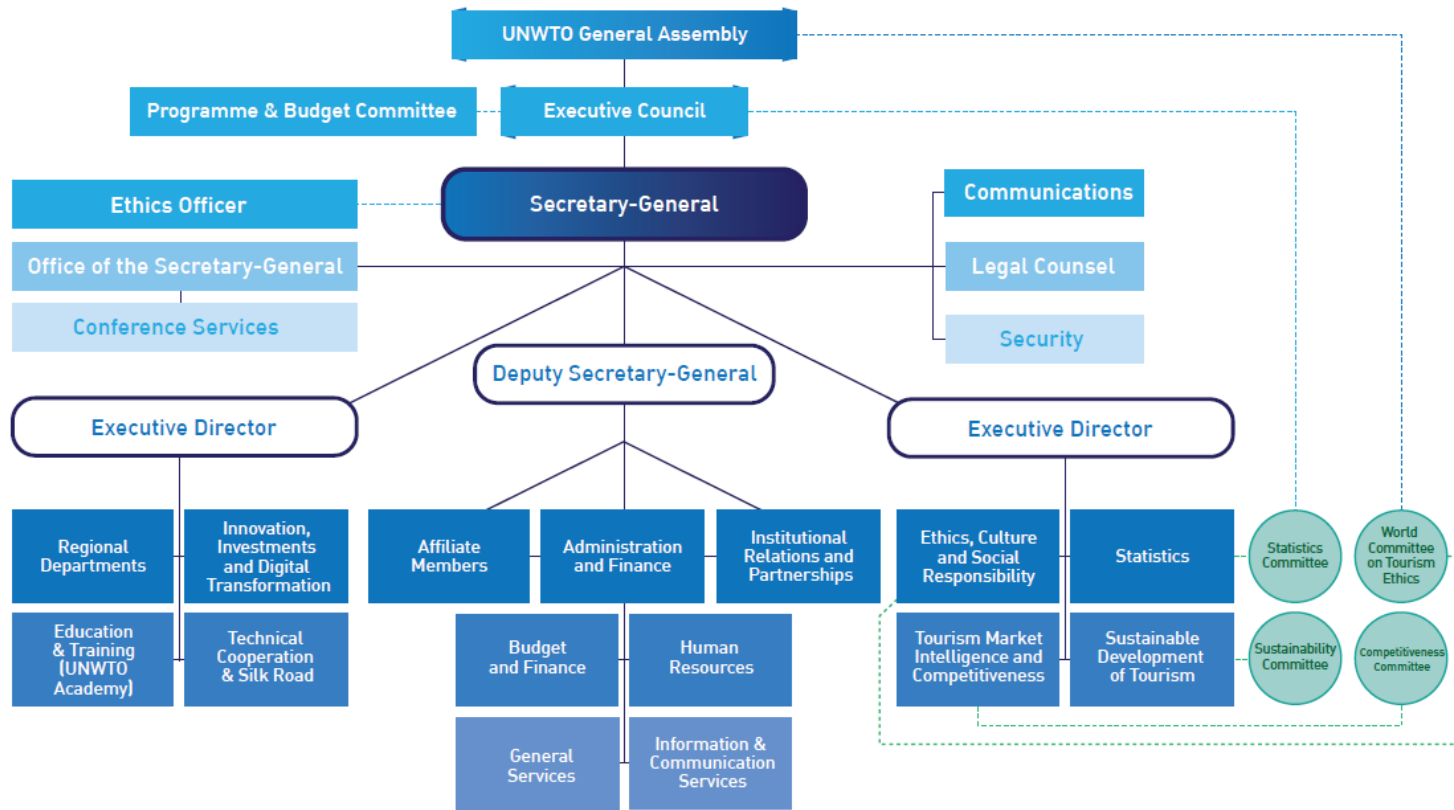 UNWTO General Assembly
Programme & Budget Committee
Executive Council
Ethics Officer
Secretary-General
Communications
Office of the Secretary-General
Legal Counsel
Conference Services
Security
Deputy Secretary-General
Executive Director
Executive Director
Regional
Departments
Innovation,
Investments
and Digital
Transformation
Affiliate
Members
Administration
and Finance
Institutional
Relations and
Partnerships
Ethics, Culture
and Social
Responsibility
Statistics
Statistics
Committee
World
Committee
on Tourism
Ethics
Education
& Training
(UNWTO
Academy)
Technical
Cooperation
& Silk Road
Budget
and Finance
Human
Resources
Tourism Market
Intelligence and
Competitiveness
Sustainable
Development
of Tourism
Sustainability
Committee
Competitiveness
Committee
General
Services
Information &
Communication
Services